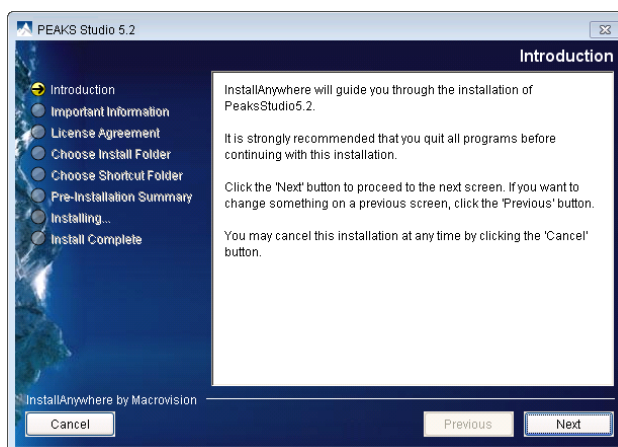 PEAKS Studio 5.2
Introduction
Introduction
Important Information
License Agreement
Choose Install Folder
Choose Shortcut Folder
Pre-Installation Summary
Installing...
Install Complete
InstallAnywhere will guide you through the installation of
PeaksStudio5.2.
It is strongly recommended that you quit all programs before
continuing with this installation.
Click the 'Next' button to proceed to the next screen. If you want to
change something on a previous screen, click the 'Previous' button.
You may cancel this installation at any time by clicking the 'Cancel'
button.
InstallAnywhere by Macrovision
Cancel
Previous
Next